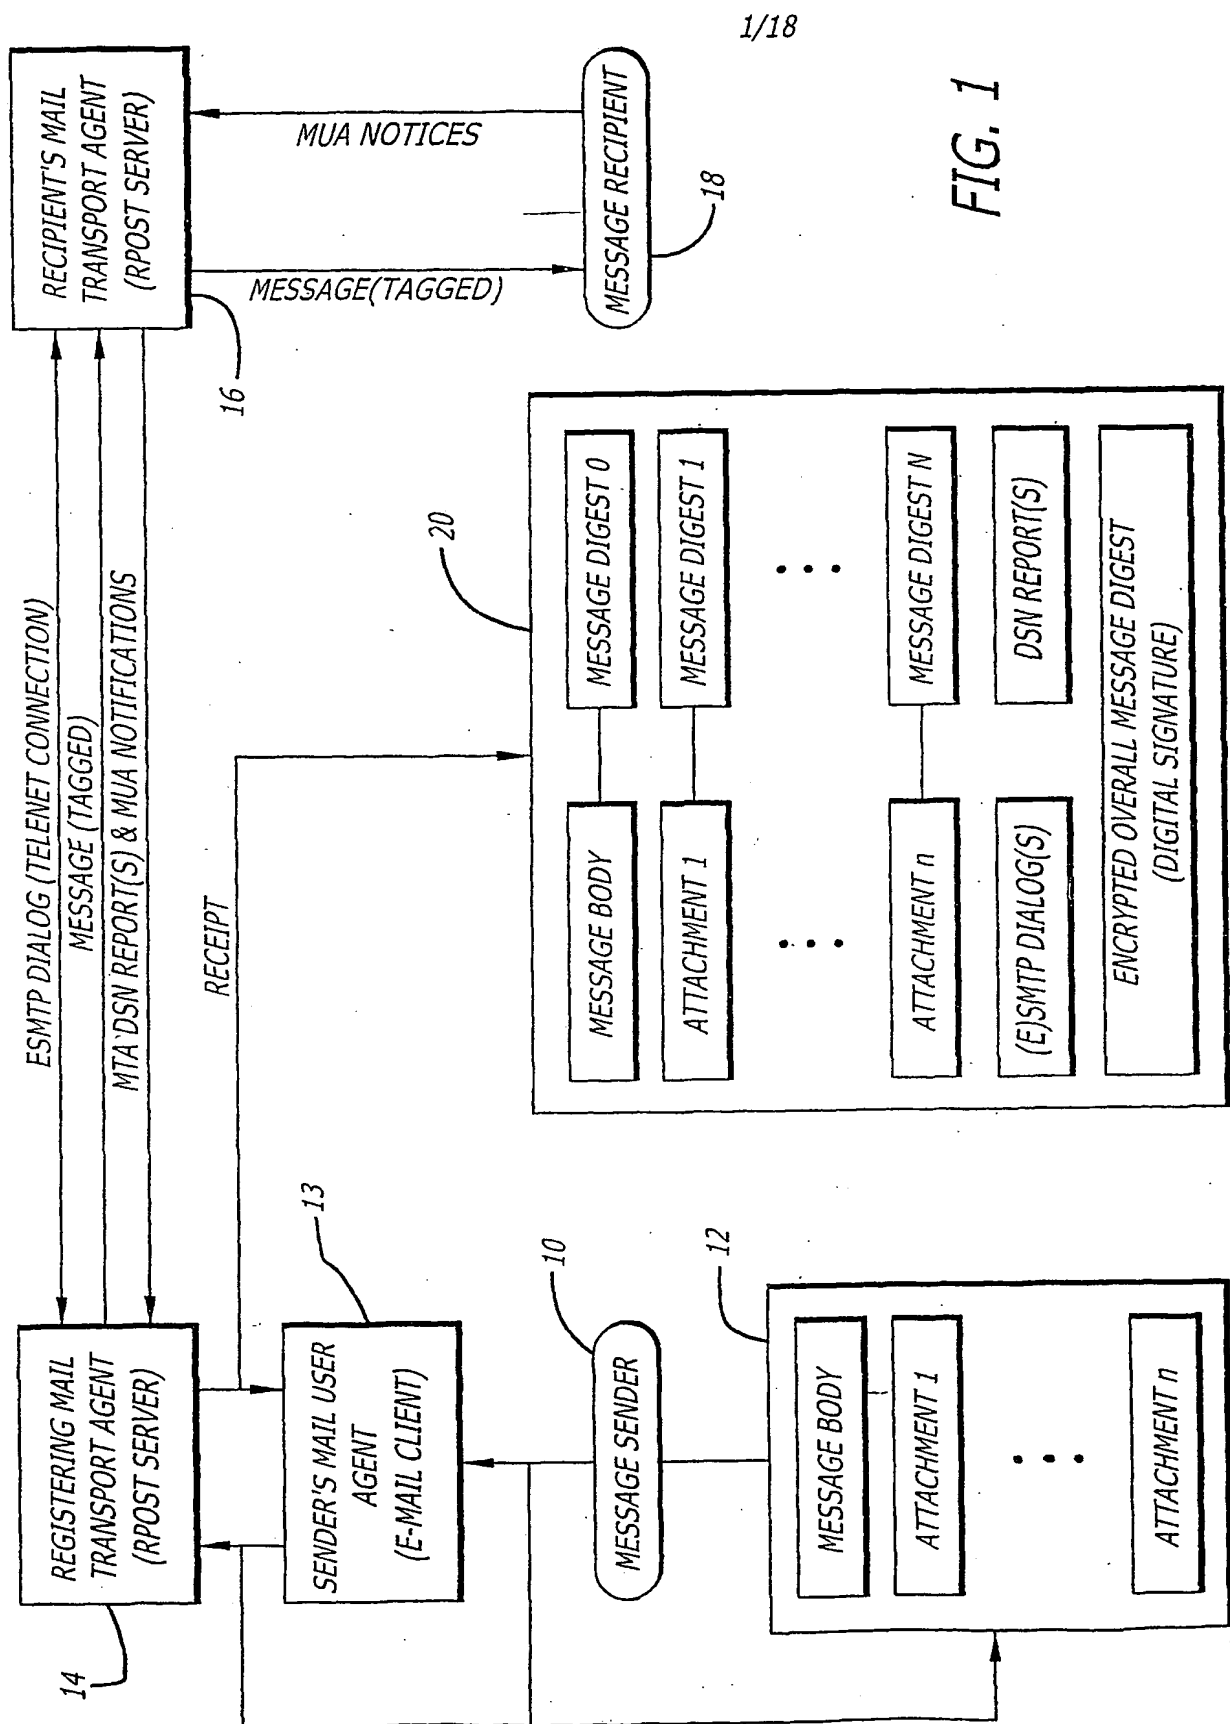 1/18
REGISTERING MAIL
TRANSPORT AGENT
(RPOST SERVER)
14
ESMTP DIALOG (TELENET CONNECTION)
MESSAGE (TAGGED)
MTA DSN REPORT(S) & MUA NOTIFICATIONS
RECIPIENT'S MAIL
TRANSPORT AGENT
(RPOST SERVER)
16
RECEIPT
SENDER'S MAIL USER
AGENT
(E-MAIL CLIENT)
13
MESSAGE(TAGGED)
MUA NOTICES
MESSAGE SENDER
10
MESSAGE RECIPIENT
18
12
MESSAGE BODY
ATTACHMENT 1
• • •
ATTACHMENT n
20
MESSAGE BODY
MESSAGE DIGEST 0
ATTACHMENT 1
MESSAGE DIGEST 1
• • •
• • •
ATTACHMENT n
MESSAGE DIGEST N
(E)SMTP DIALOG(S)
DSN REPORT(S)
ENCRYPTED OVERALL MESSAGE DIGEST
(DIGITAL SIGNATURE)
FIG. 1